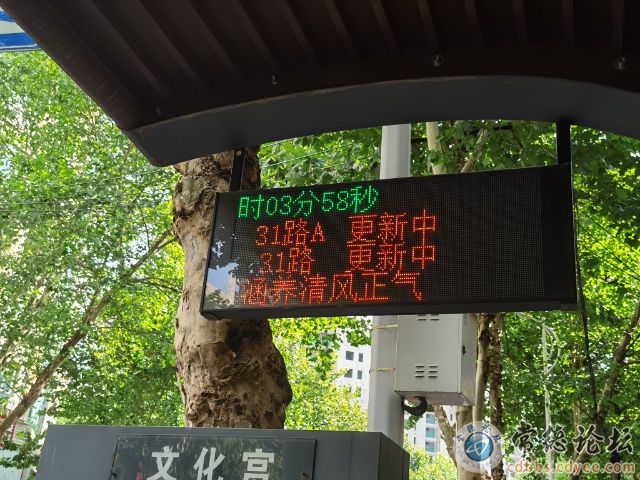 时03分58秒
31路A 更新中
31路 更新中
涵养清风正气
文化宫
常德论坛
cdbbs.cdyee.com